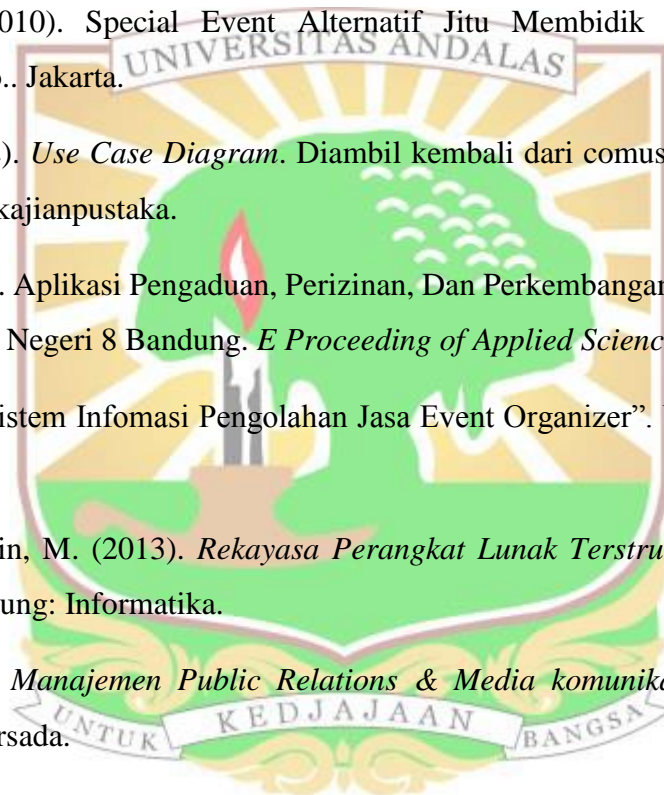 010). Special Event Alternatif Jitu Membidik
UNIVERSITAS ANDALAS
.. Jakarta.
). Use Case Diagram. Diambil kembali dari comus
kajianpustaka.
. Aplikasi Pengaduan, Perizinan, Dan Perkembangan
Negeri 8 Bandung. E Proceeding of Applied Scienc
istem Infomasi Pengolahan Jasa Event Organizer”.
in, M. (2013). Rekayasa Perangkat Lunak Terstru
ung: Informatika.
Manajemen Public Relations & Media komunika
rsada.
UNTUK KEDJAJAAN BANGSA